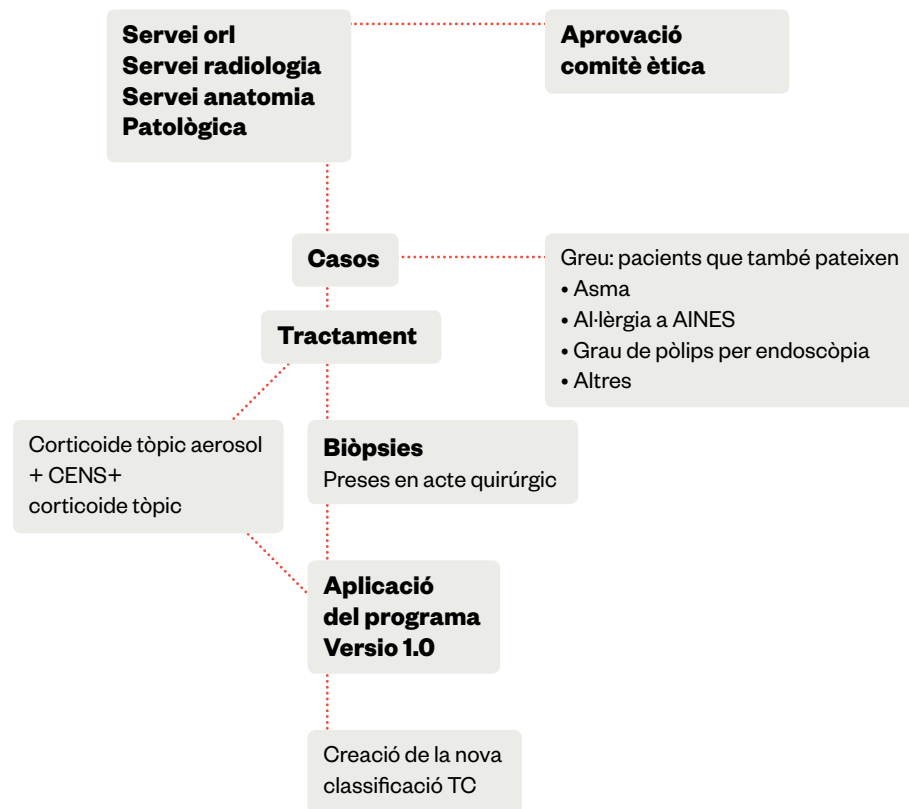 Servei orl
Servei radiologia
Servei anatomia
Patològica
Aprovació
comitè ètica
Casos
Greu: pacients que també pateixen
• Asma
• Al·lèrgia a AINES
• Grau de pòlips per endoscòpia
• Altres
Tractament
Corticoide tòpic aerosol
+ CENS+
corticoide tòpic
Biòpsies
Preses en acte quirúrgic
Aplicació
del programa
Versio 1.0
Creació de la nova
classificació TC